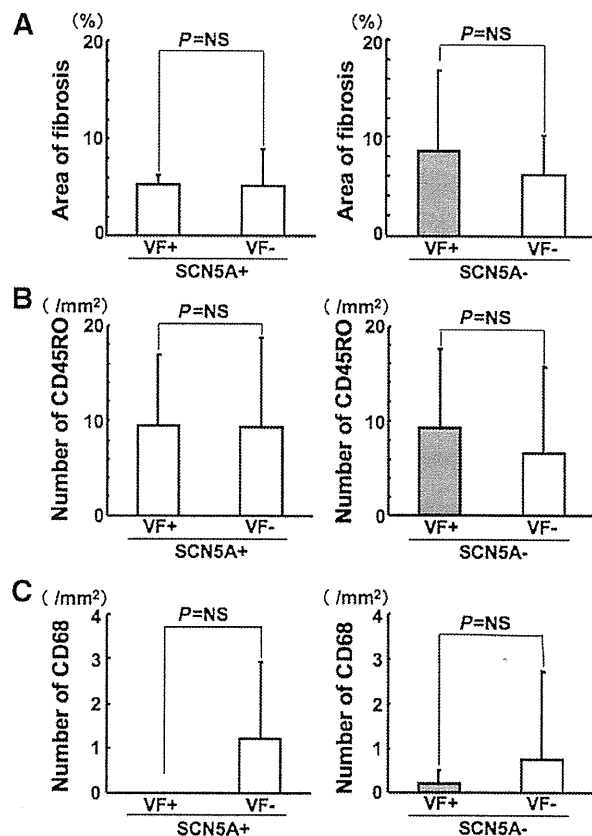 A
(%)
20
10
0
Area of fibrosis
P=NS
VF+ VF-
SCN5A+
(%)
20
10
0
Area of fibrosis
P=NS
VF+ VF-
SCN5A-
B
( /mm²)
20
10
0
Number of CD45RO
P=NS
VF+ VF-
SCN5A+
( /mm²)
20
10
0
Number of CD45RO
P=NS
VF+ VF-
SCN5A-
C
( /mm²)
4
3
2
1
0
Number of CD68
P=NS
VF+ VF-
SCN5A+
( /mm²)
4
3
2
1
0
Number of CD68
P=NS
VF+ VF-
SCN5A-